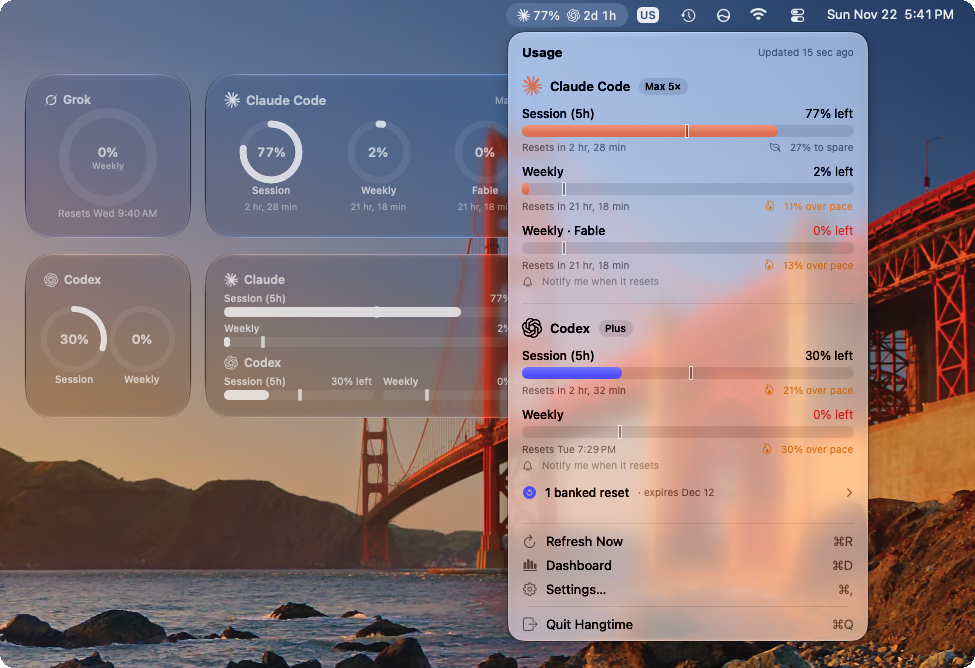 77% 2d 1h US Sun Nov 22 5:41 PM
Usage Updated 15 sec ago
Claude Code Max 5×
Session (5h) 77% left
Resets in 2 hr, 28 min 27% to spare
Weekly 2% left
Resets in 21 hr, 18 min 11% over pace
Weekly · Fable 0% left
Resets in 21 hr, 18 min 13% over pace
Notify me when it resets
Codex Plus
Session (5h) 30% left
Resets in 2 hr, 32 min 21% over pace
Weekly 0% left
Resets Tue 7:29 PM 30% over pace
Notify me when it resets
1 banked reset · expires Dec 12
Refresh Now ⌘R
Dashboard ⌘D
Settings... ⌘,
Quit Hangtime ⌘Q
Grok
0%
Weekly
Resets Wed 9:40 AM
Claude Code Ma
77% 2% 0%
Session Weekly Fable
2 hr, 28 min 21 hr, 18 min 21 hr, 18 m
Codex
30% 0%
Session Weekly
Claude
Session (5h) 77%
Weekly 2%
Codex
Session (5h) 30% left Weekly 0%